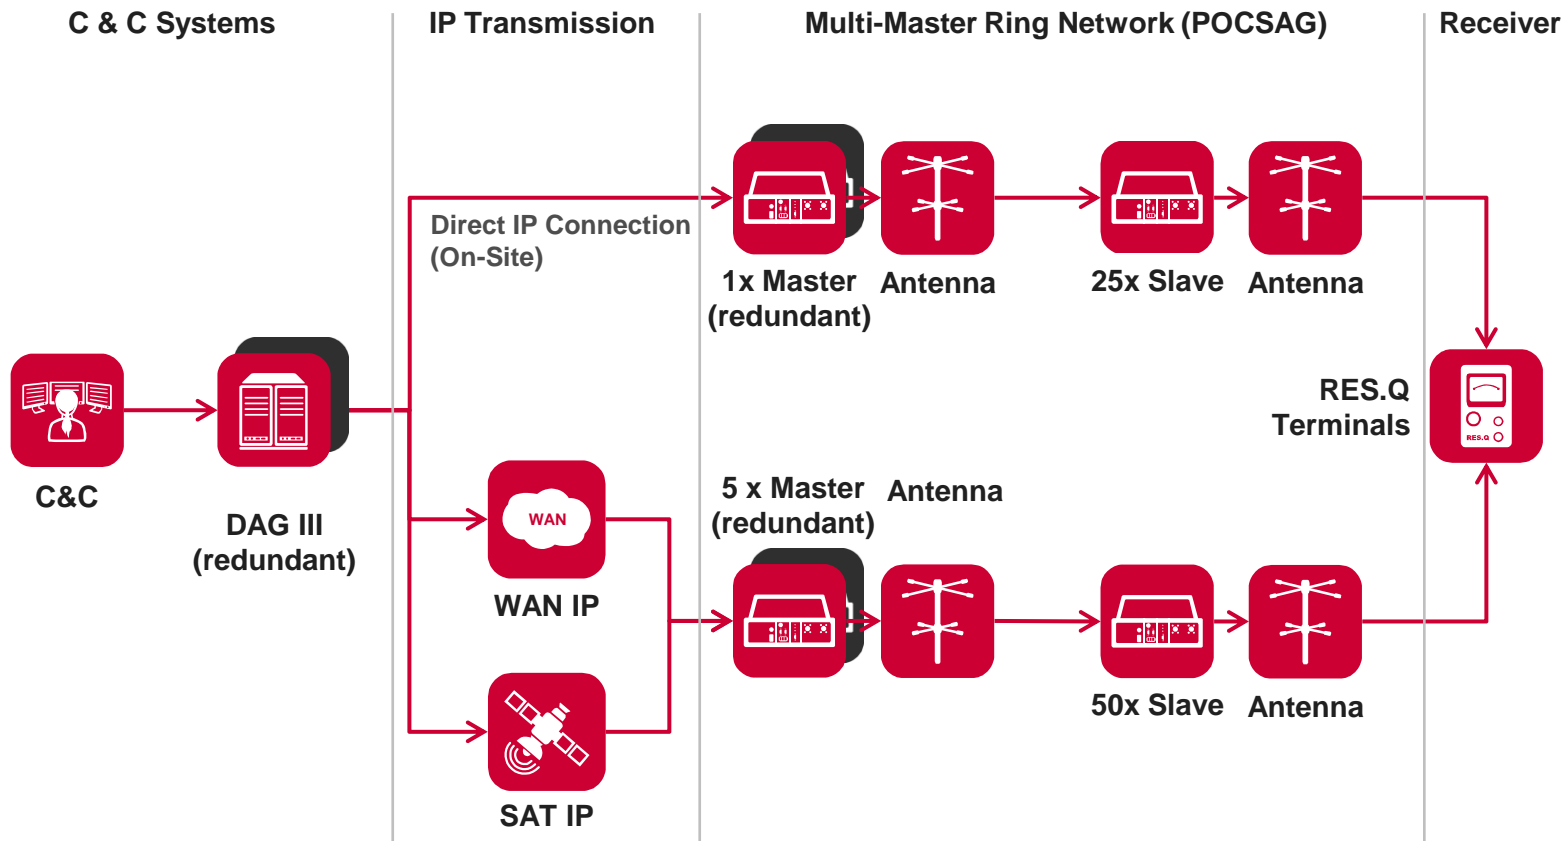 C & C Systems
IP Transmission
Multi-Master Ring Network (POCSAG)
Receiver
Direct IP Connection
(On-Site)
1x Master
(redundant)
Antenna
25x Slave
Antenna
C&C
DAG III
(redundant)
WAN
WAN IP
SAT IP
5 x Master
(redundant)
Antenna
50x Slave
Antenna
RES.Q
Terminals
RES.Q